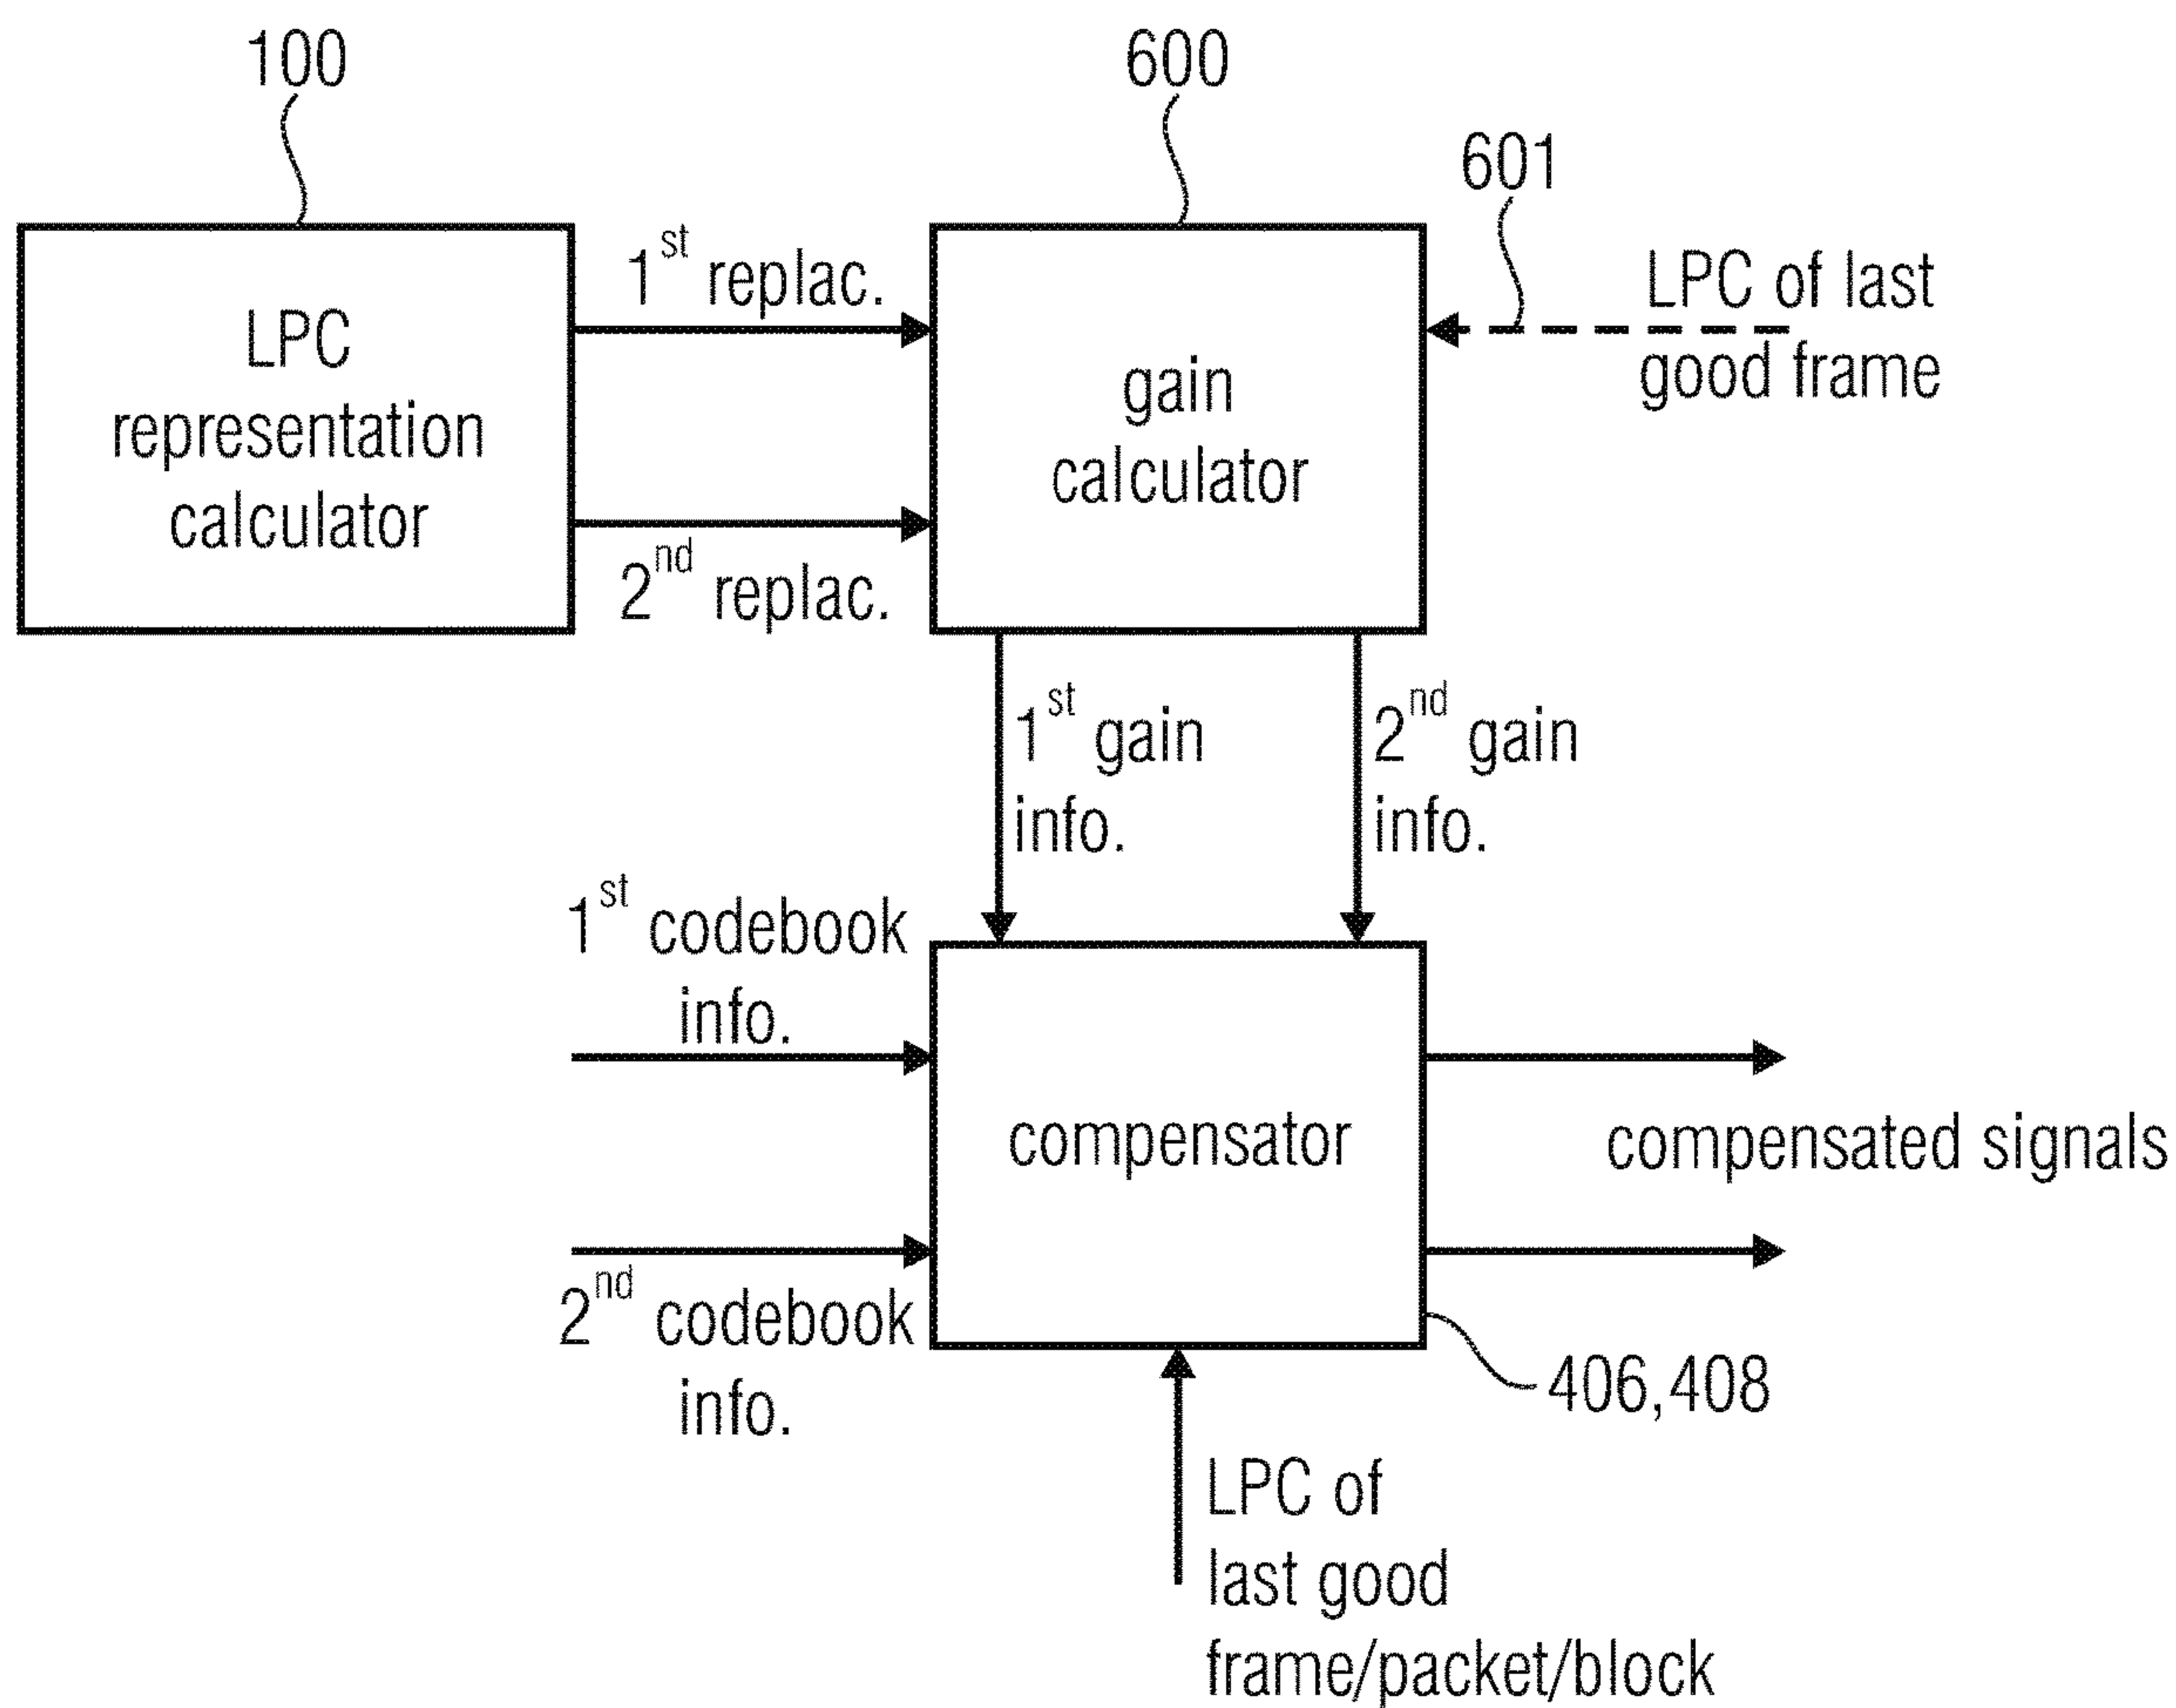 100
600
601
LPC
representation
calculator
1st replac.
2nd replac.
gain
calculator
LPC of last
good frame
1st gain
info.
2nd gain
info.
1st codebook
info.
2nd codebook
info.
compensator
compensated signals
406,408
LPC of
last good
frame/packet/block